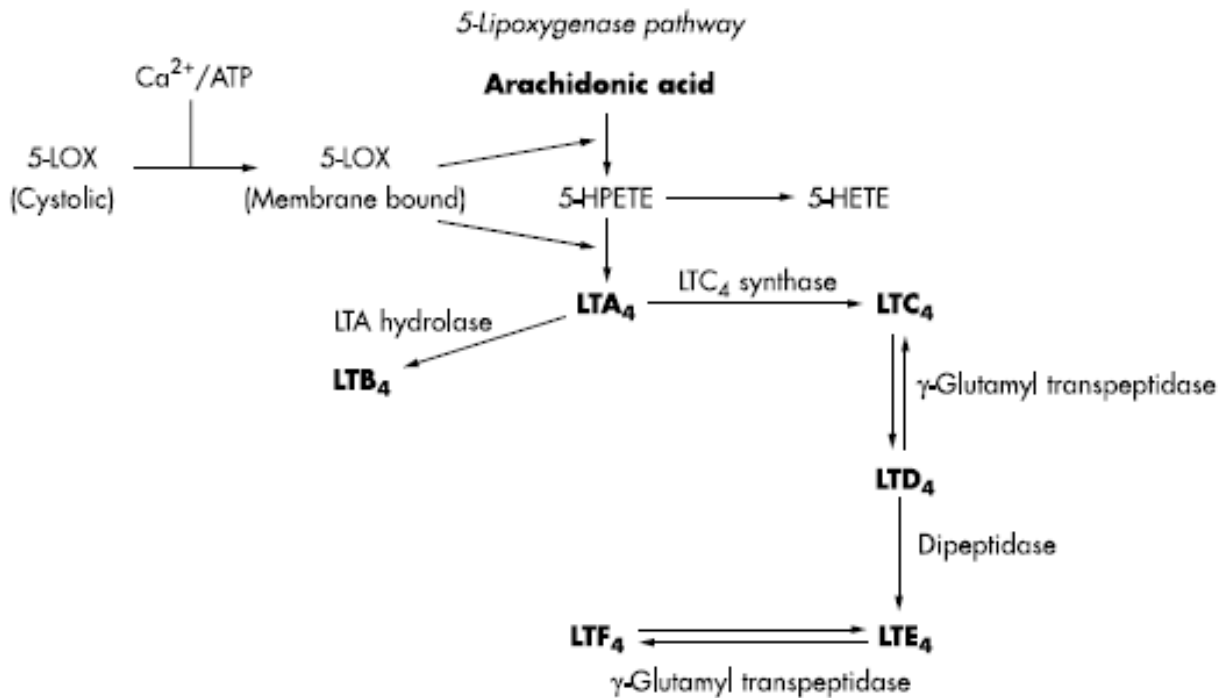 5-Lipoxygenase pathway
Ca²⁺/ATP
Arachidonic acid
5-LOX
(Cystolic)
5-LOX
(Membrane bound)
5-HPETE
5-HETE
LTA₄
LTC₄ synthase
LTC₄
LTA hydrolase
LTB₄
γ-Glutamyl transpeptidase
LTD₄
Dipeptidase
LTF₄
LTE₄
γ-Glutamyl transpeptidase